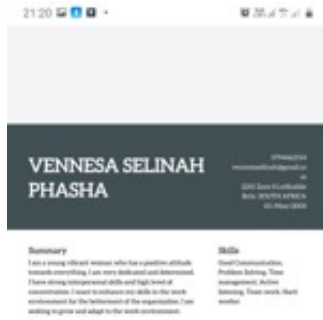 21:20
VENNESA SELINAH
PHASHA
SOUTH AFRICA
Summary
I am a young vibrant woman who has a positive attitude
towards everything. I am very dedicated and determined.
I have strong interpersonal skills and high level of
concentration. I want to enhance my skills in the work
environment for the betterment of the organisation. I am
seeking to grow and adapt to the work environment.
Skills
Good Communication,
Problem Solving, Time
management, Active
listening, Team work, Hard
worker